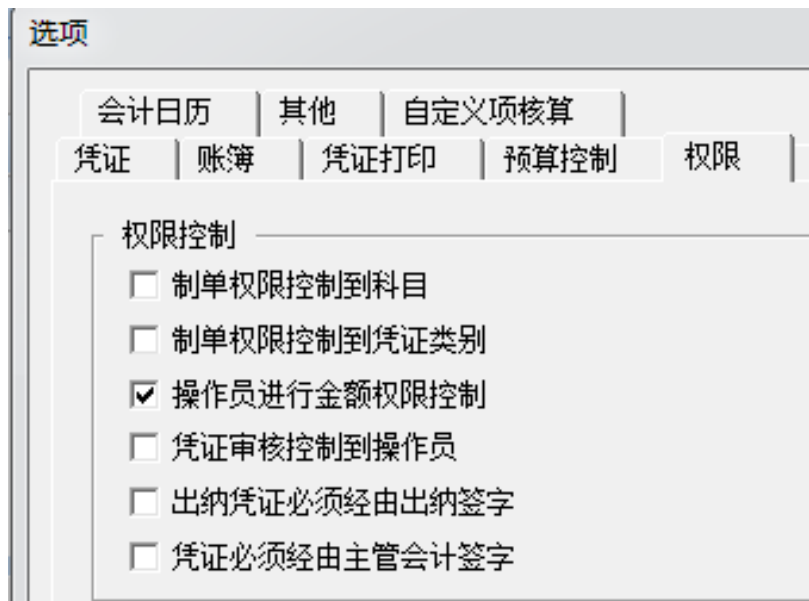 选项
会计日历 其他 自定义项核算
凭证 账簿 凭证打印 预算控制 权限
权限控制
制单权限控制到科目
制单权限控制到凭证类别
操作员进行金额权限控制
凭证审核控制到操作员
出纳凭证必须经由出纳签字
凭证必须经由主管会计签字